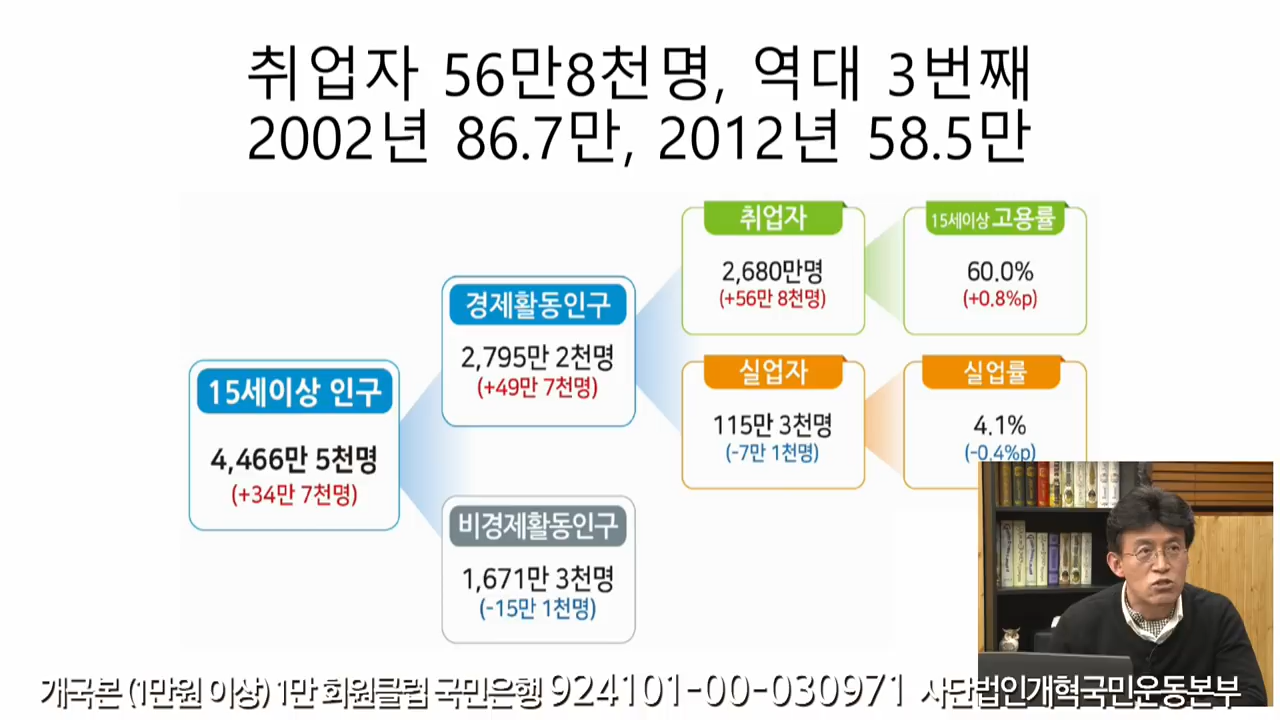 취업자 56만8천명, 역대 3번째
2002년 86.7만, 2012년 58.5만
15세이상 인구
4,466만 5천명
(+34만 7천명)
경제활동인구
2,795만 2천명
(+49만 7천명)
비경제활동인구
1,671만 3천명
(-15만 1천명)
취업자
2,680만명
(+56만 8천명)
15세이상 고용률
60.0%
(+0.8%p)
실업자
115만 3천명
(-7만 1천명)
실업률
4.1%
(-0.4%p)
개국본 (1만원 이상) 1만 회원클럽 국민은행 924101-00-030971 사단법인개혁국민운동본부